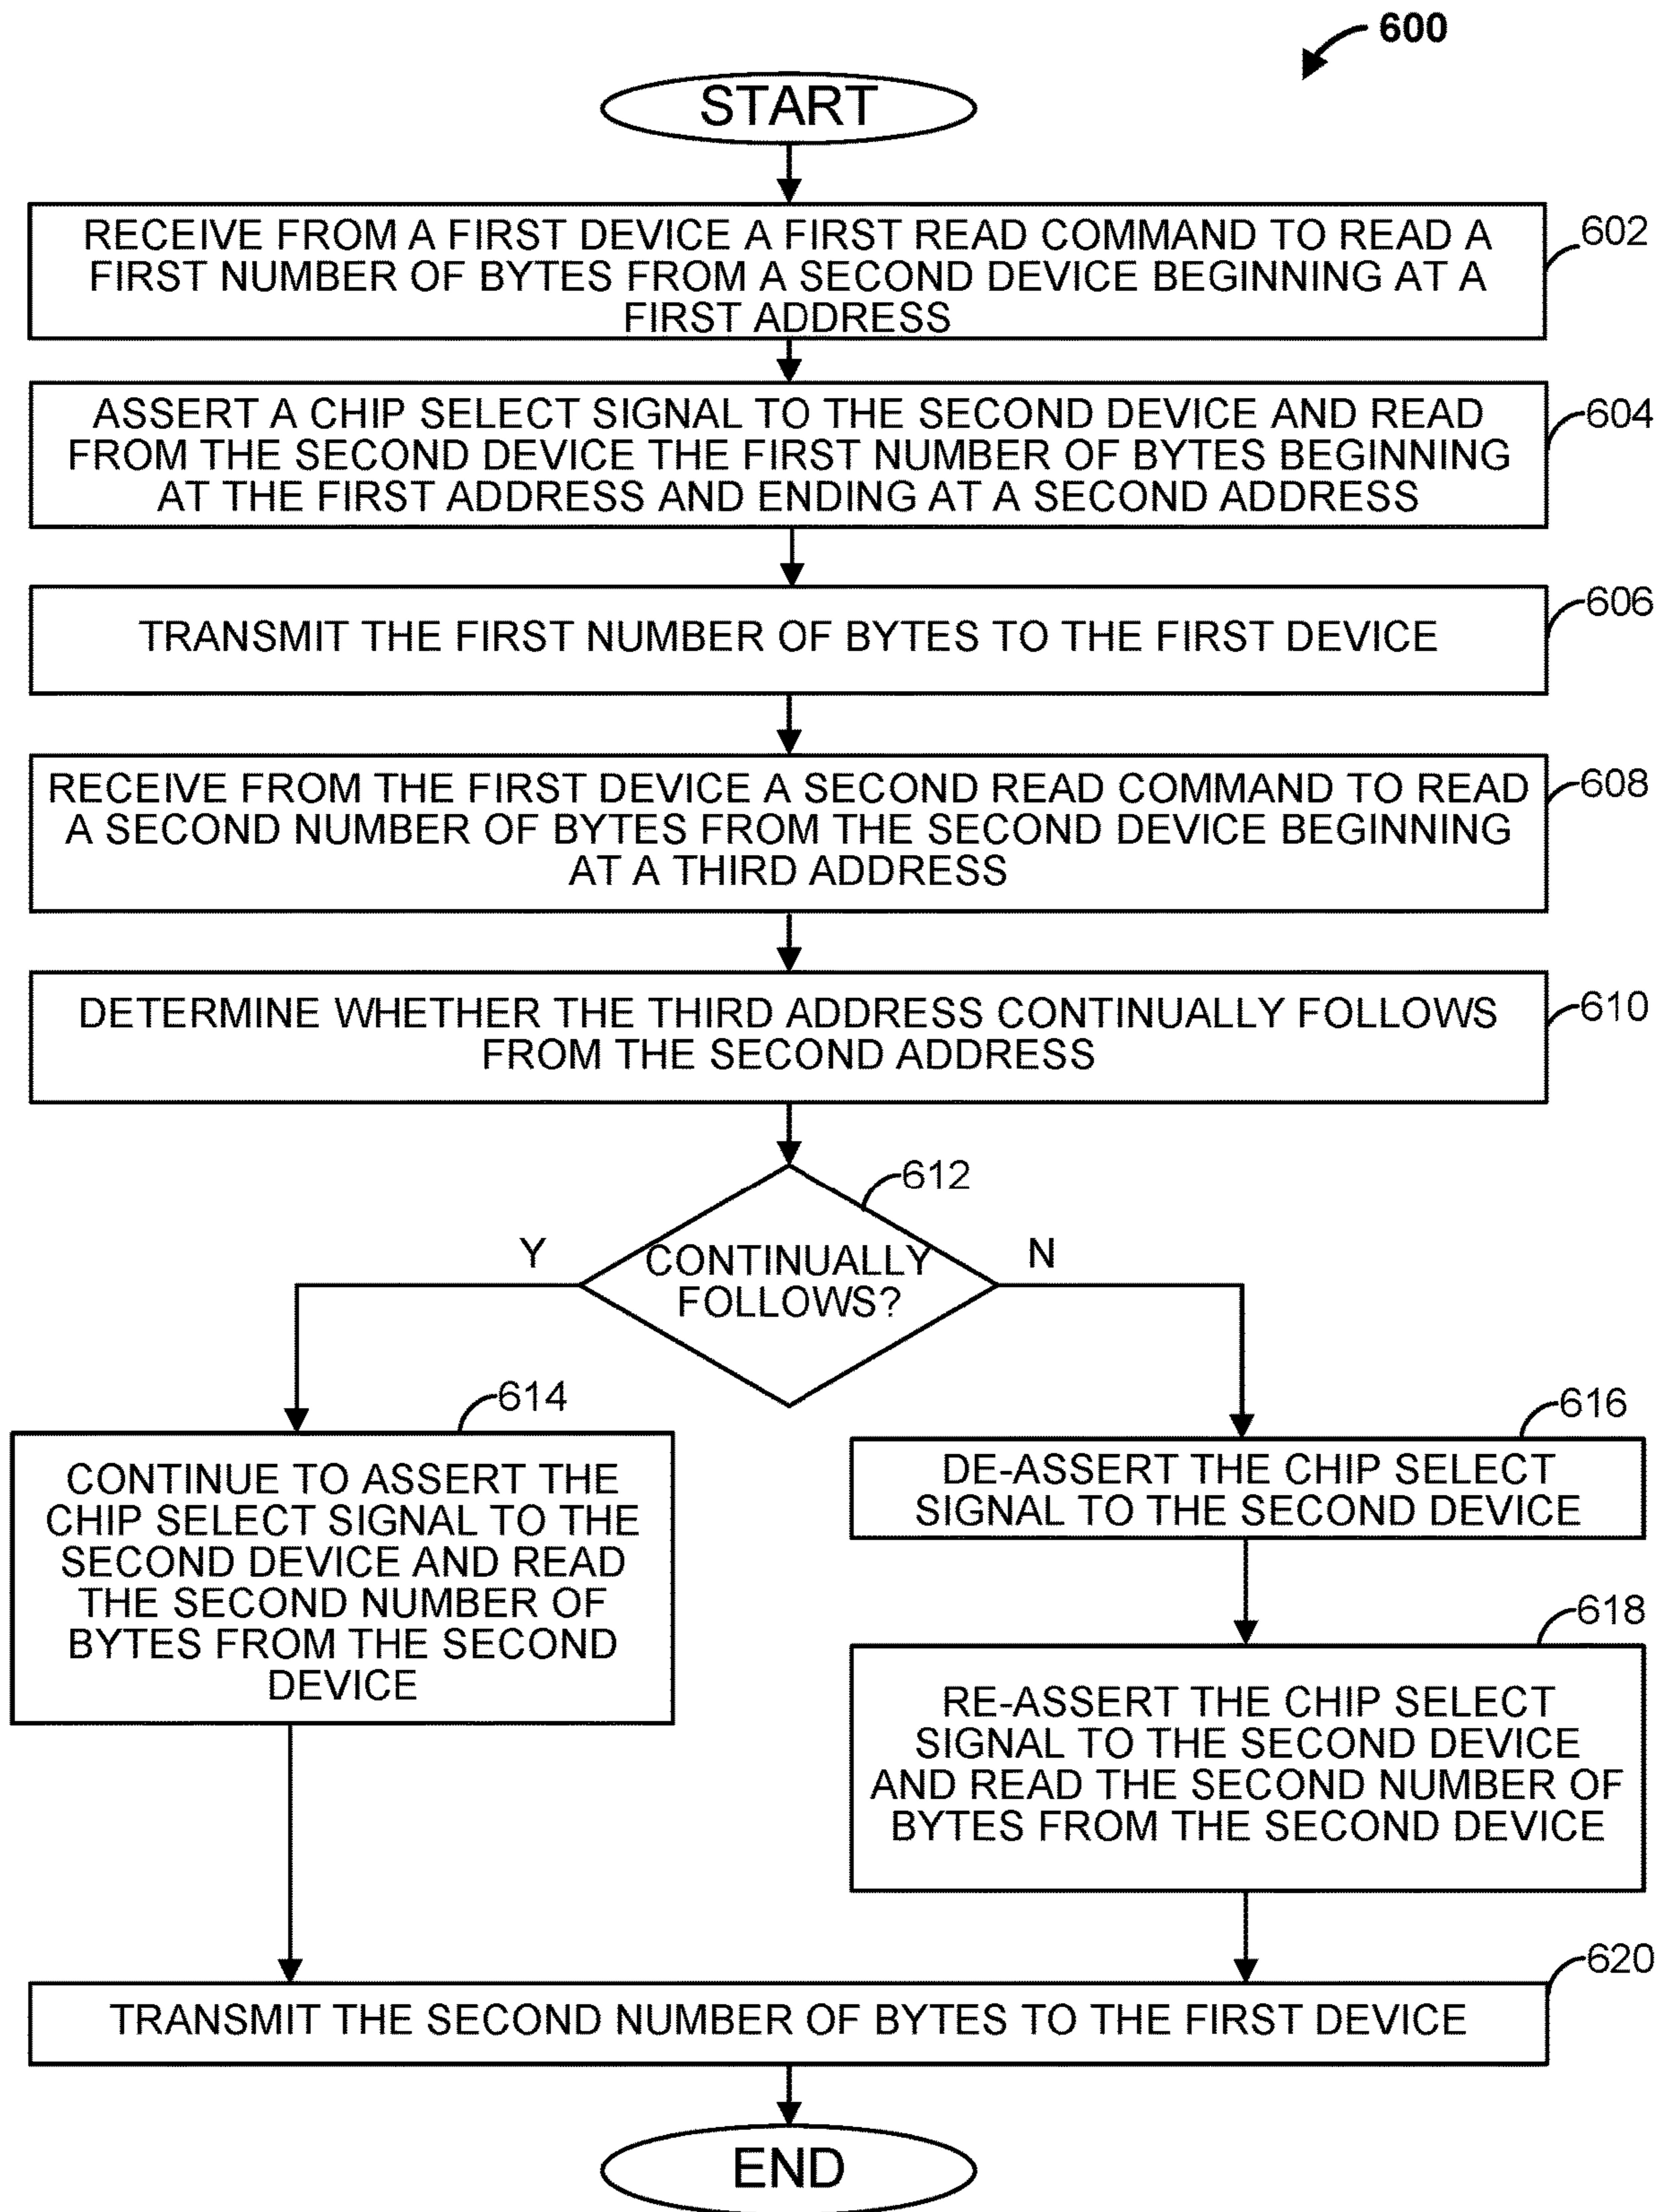 600
START
RECEIVE FROM A FIRST DEVICE A FIRST READ COMMAND TO READ A
FIRST NUMBER OF BYTES FROM A SECOND DEVICE BEGINNING AT A
FIRST ADDRESS
602
ASSERT A CHIP SELECT SIGNAL TO THE SECOND DEVICE AND READ
FROM THE SECOND DEVICE THE FIRST NUMBER OF BYTES BEGINNING
AT THE FIRST ADDRESS AND ENDING AT A SECOND ADDRESS
604
TRANSMIT THE FIRST NUMBER OF BYTES TO THE FIRST DEVICE
606
RECEIVE FROM THE FIRST DEVICE A SECOND READ COMMAND TO READ
A SECOND NUMBER OF BYTES FROM THE SECOND DEVICE BEGINNING
AT A THIRD ADDRESS
608
DETERMINE WHETHER THE THIRD ADDRESS CONTINUALLY FOLLOWS
FROM THE SECOND ADDRESS
610
612
CONTINUALLY
FOLLOWS?
Y
N
614
CONTINUE TO ASSERT THE
CHIP SELECT SIGNAL TO THE
SECOND DEVICE AND READ
THE SECOND NUMBER OF
BYTES FROM THE SECOND
DEVICE
616
DE-ASSERT THE CHIP SELECT
SIGNAL TO THE SECOND DEVICE
618
RE-ASSERT THE CHIP SELECT
SIGNAL TO THE SECOND DEVICE
AND READ THE SECOND NUMBER OF
BYTES FROM THE SECOND DEVICE
620
TRANSMIT THE SECOND NUMBER OF BYTES TO THE FIRST DEVICE
END